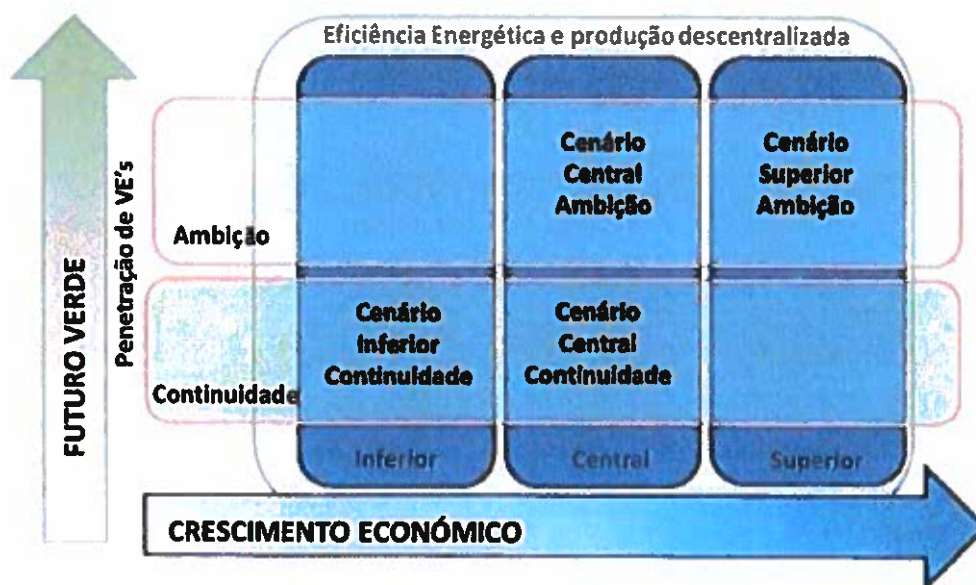 Eficiência Energética e produção descentralizada
FUTURO VERDE
Penetração de VE's
Ambição
Cenário
Central
Ambição
Cenário
Superior
Ambição
Continuidade
Cenário
Inferior
Continuidade
Cenário
Central
Continuidade
Inferior
Central
Superior
CRESCIMENTO ECONÓMICO